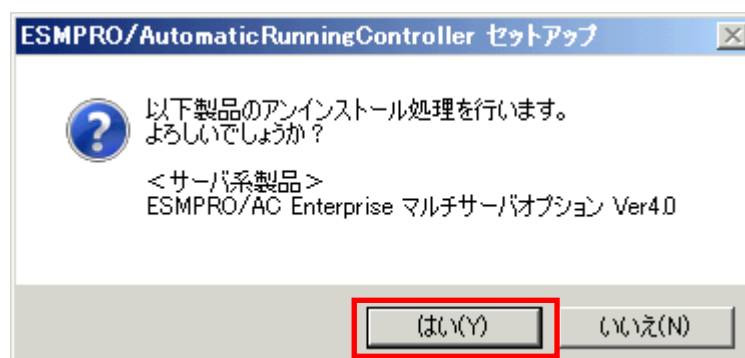 ESMPRO/AutomaticRunningController セットアップ
以下製品のアンインストール処理を行います。
よろしいでしょうか？
＜サーバ系製品＞
ESMPRO/AC Enterprise マルチサーバオプション Ver4.0
はい(Y)
いいえ(N)